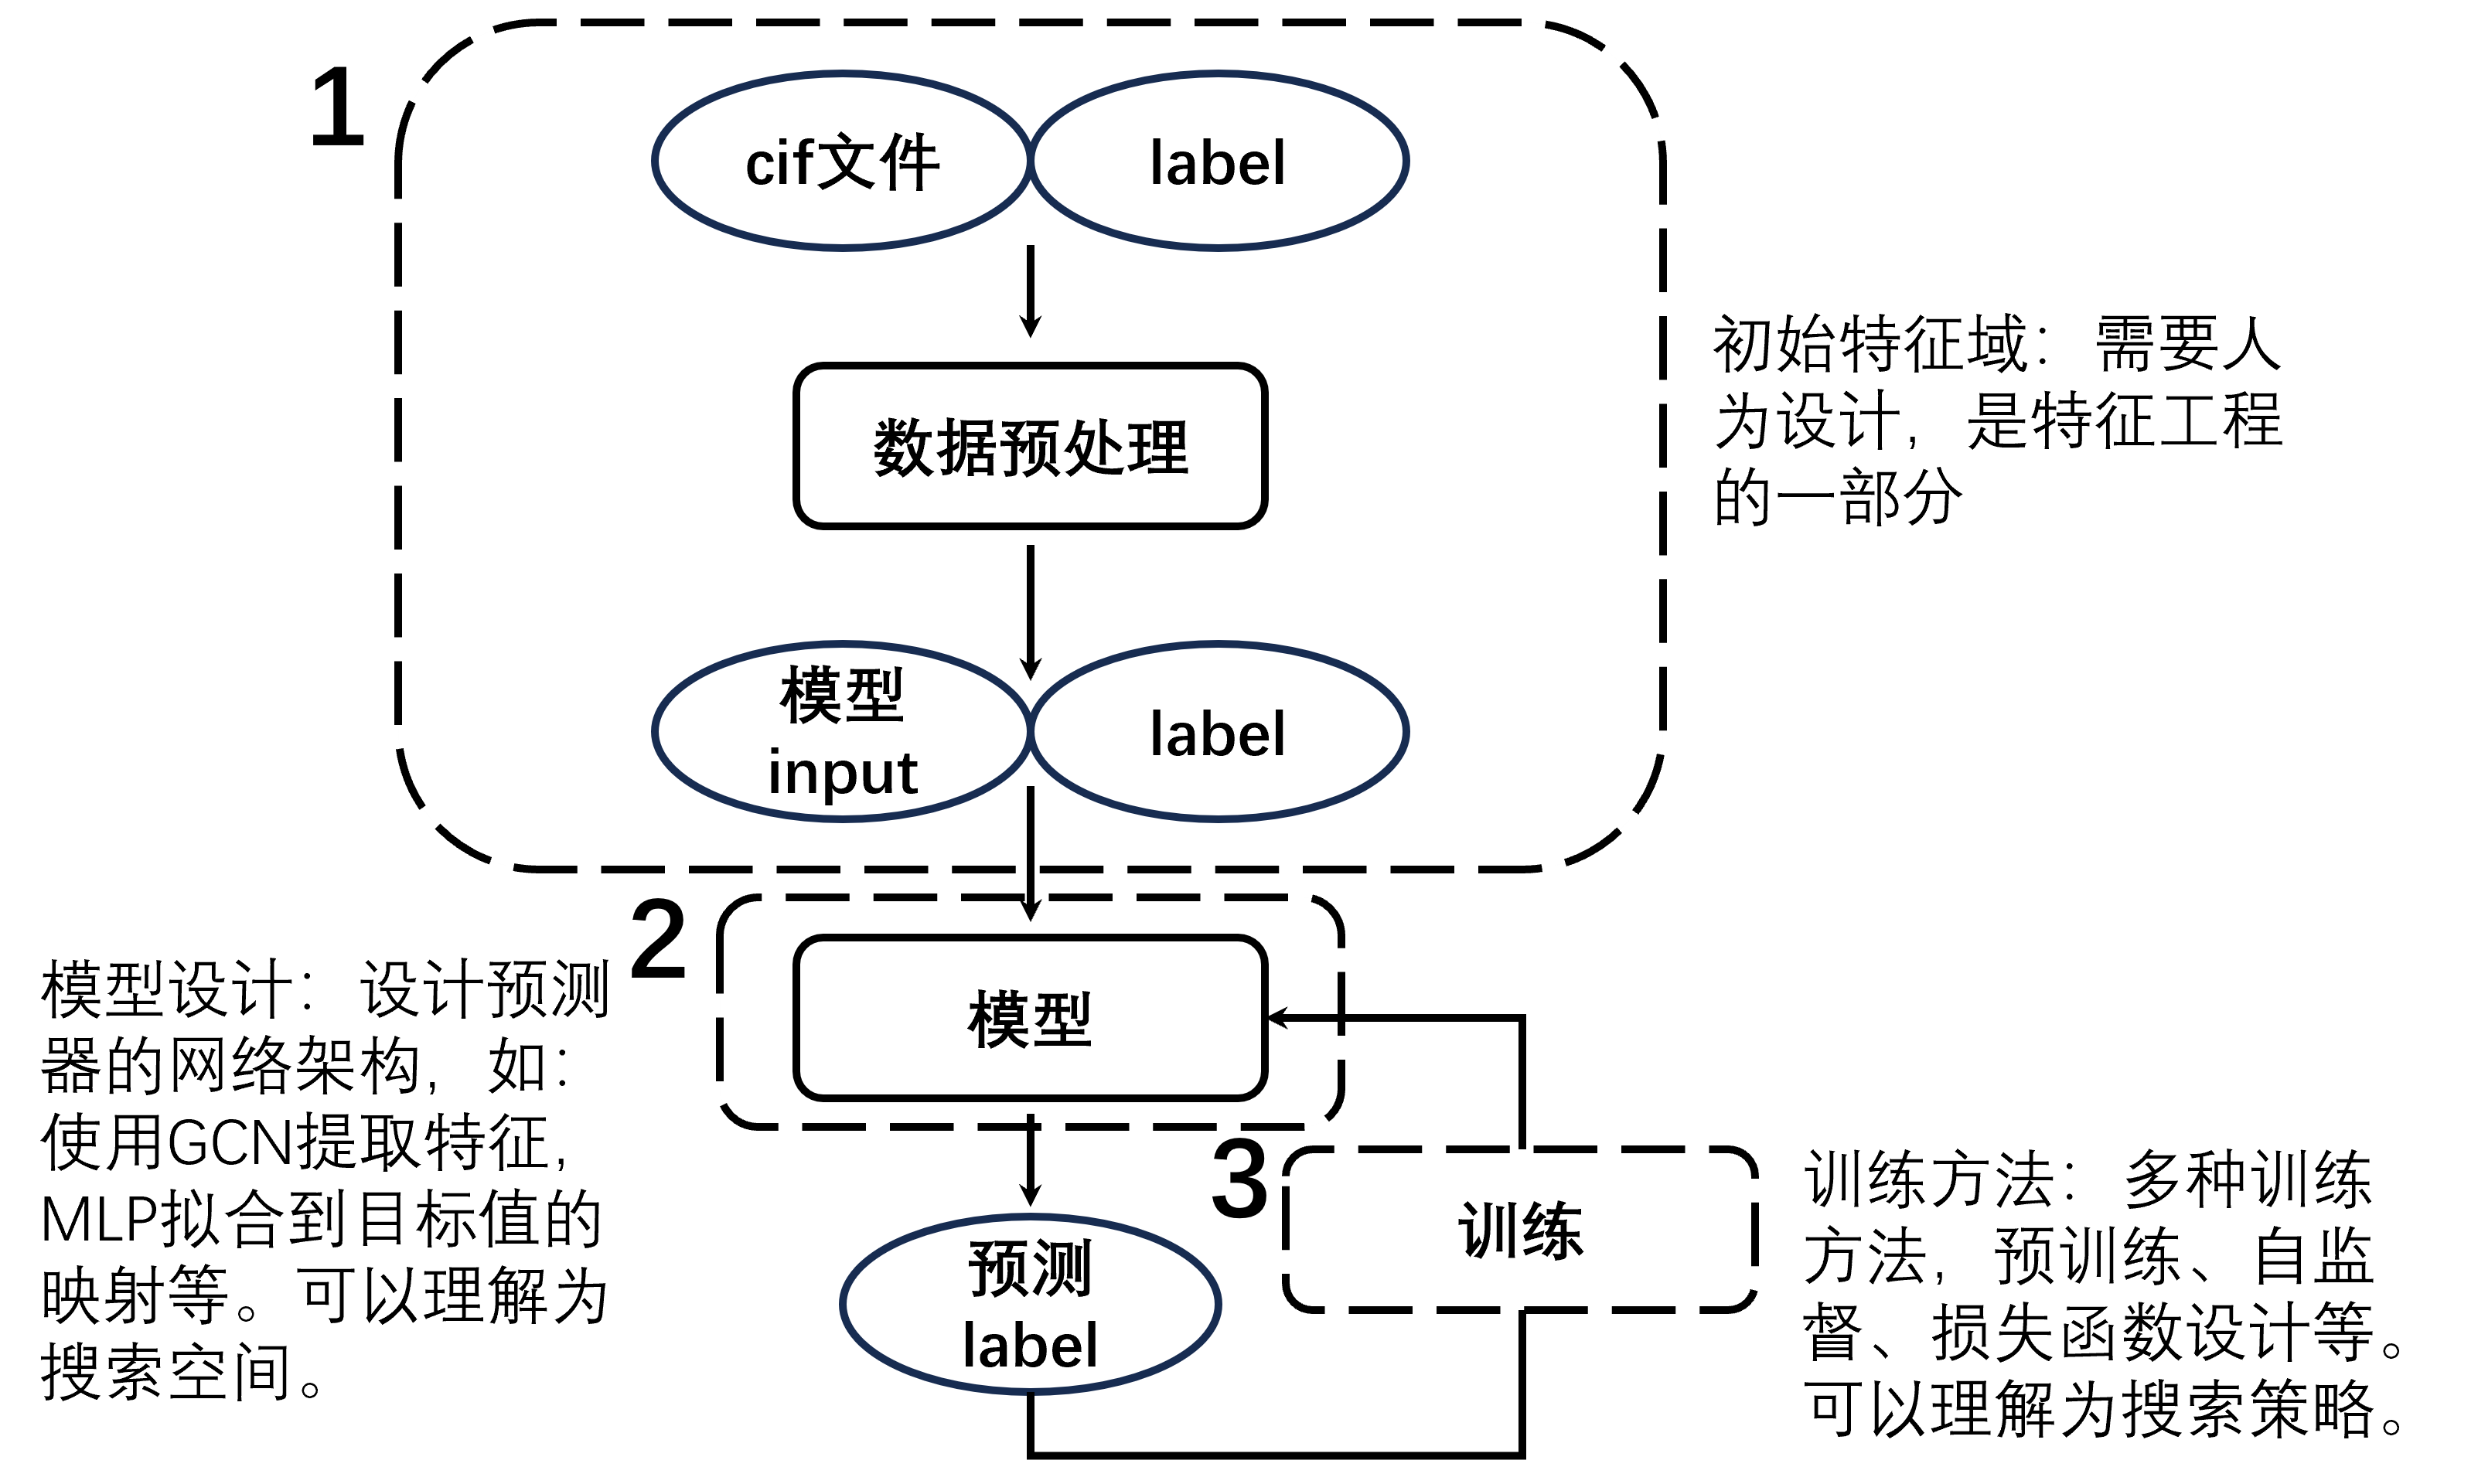 1
cif文件
label
数据预处理
初始特征域：需要人
为设计，是特征工程
的一部分
模型
input
label
2
模型
模型设计：设计预测
器的网络架构，如：
使用GCN提取特征，
MLP拟合到目标值的
映射等。可以理解为
搜索空间。
3
训练
预测
label
训练方法：多种训练
方法，预训练、自监
督、损失函数设计等。
可以理解为搜索策略。